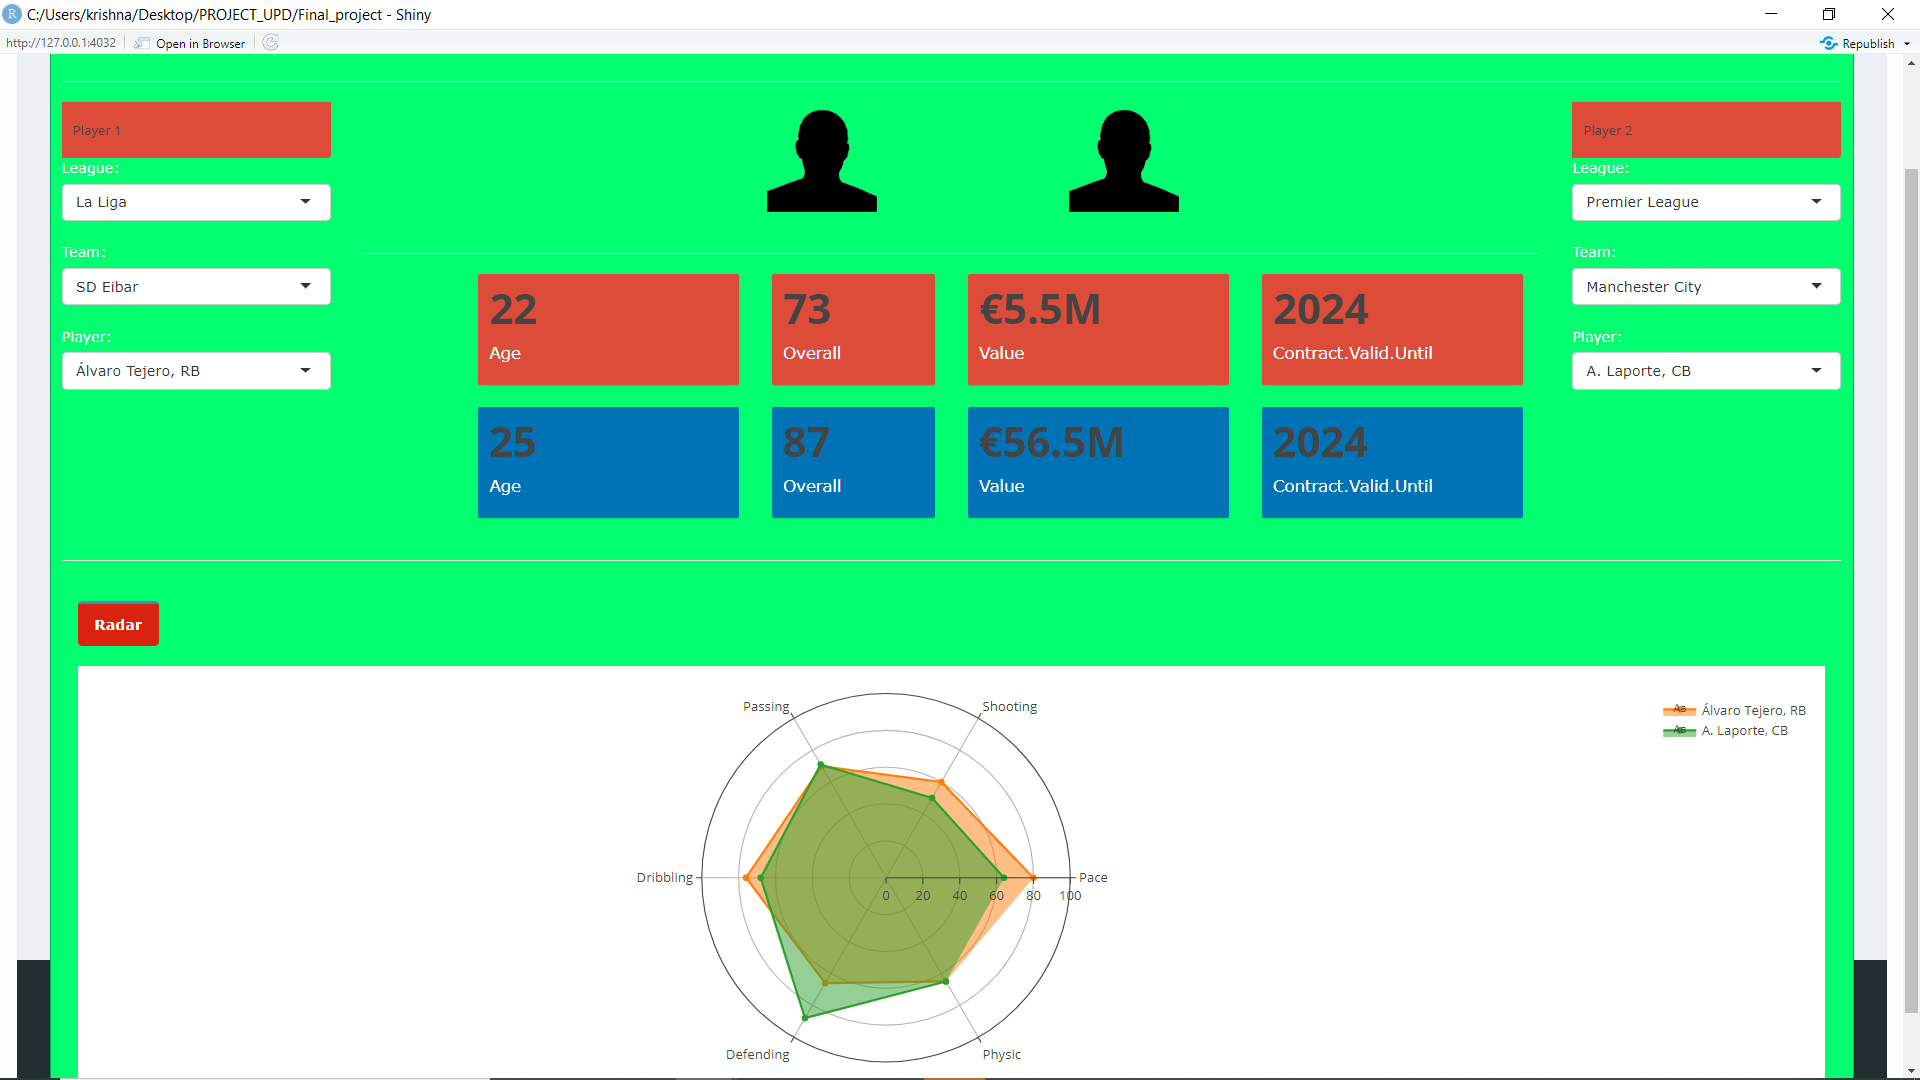 C:/Users/krishna/Desktop/PROJECT_UPD/Final_project - Shiny
http://127.0.0.1:4032
Open in Browser
Republish
Player 1
League:
La Liga
Team:
SD Eibar
Player:
Álvaro Tejero, RB
Player 2
League:
Premier League
Team:
Manchester City
Player:
A. Laporte, CB
22
Age
73
Overall
€5.5M
Value
2024
Contract.Valid.Until
25
Age
87
Overall
€56.5M
Value
2024
Contract.Valid.Until
Radar
Passing
Shooting
Dribbling
Pace
0 20 40 60 80 100
Defending
Physic
Aa Álvaro Tejero, RB
Aa A. Laporte, CB